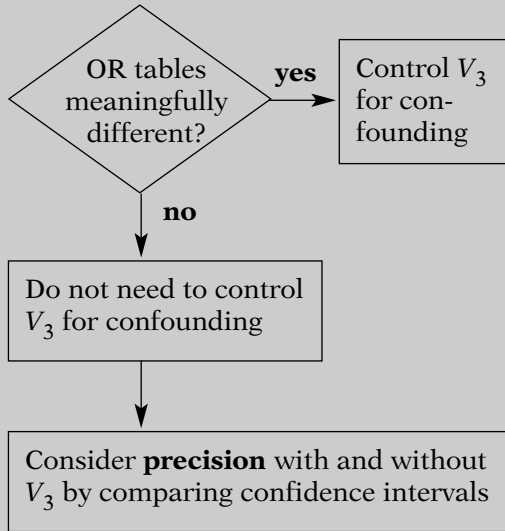 OR tables
meaningfully
different?
yes
Control V₃
for con-
founding
no
Do not need to control
V₃ for confounding
Consider precision with and without
V₃ by comparing confidence intervals